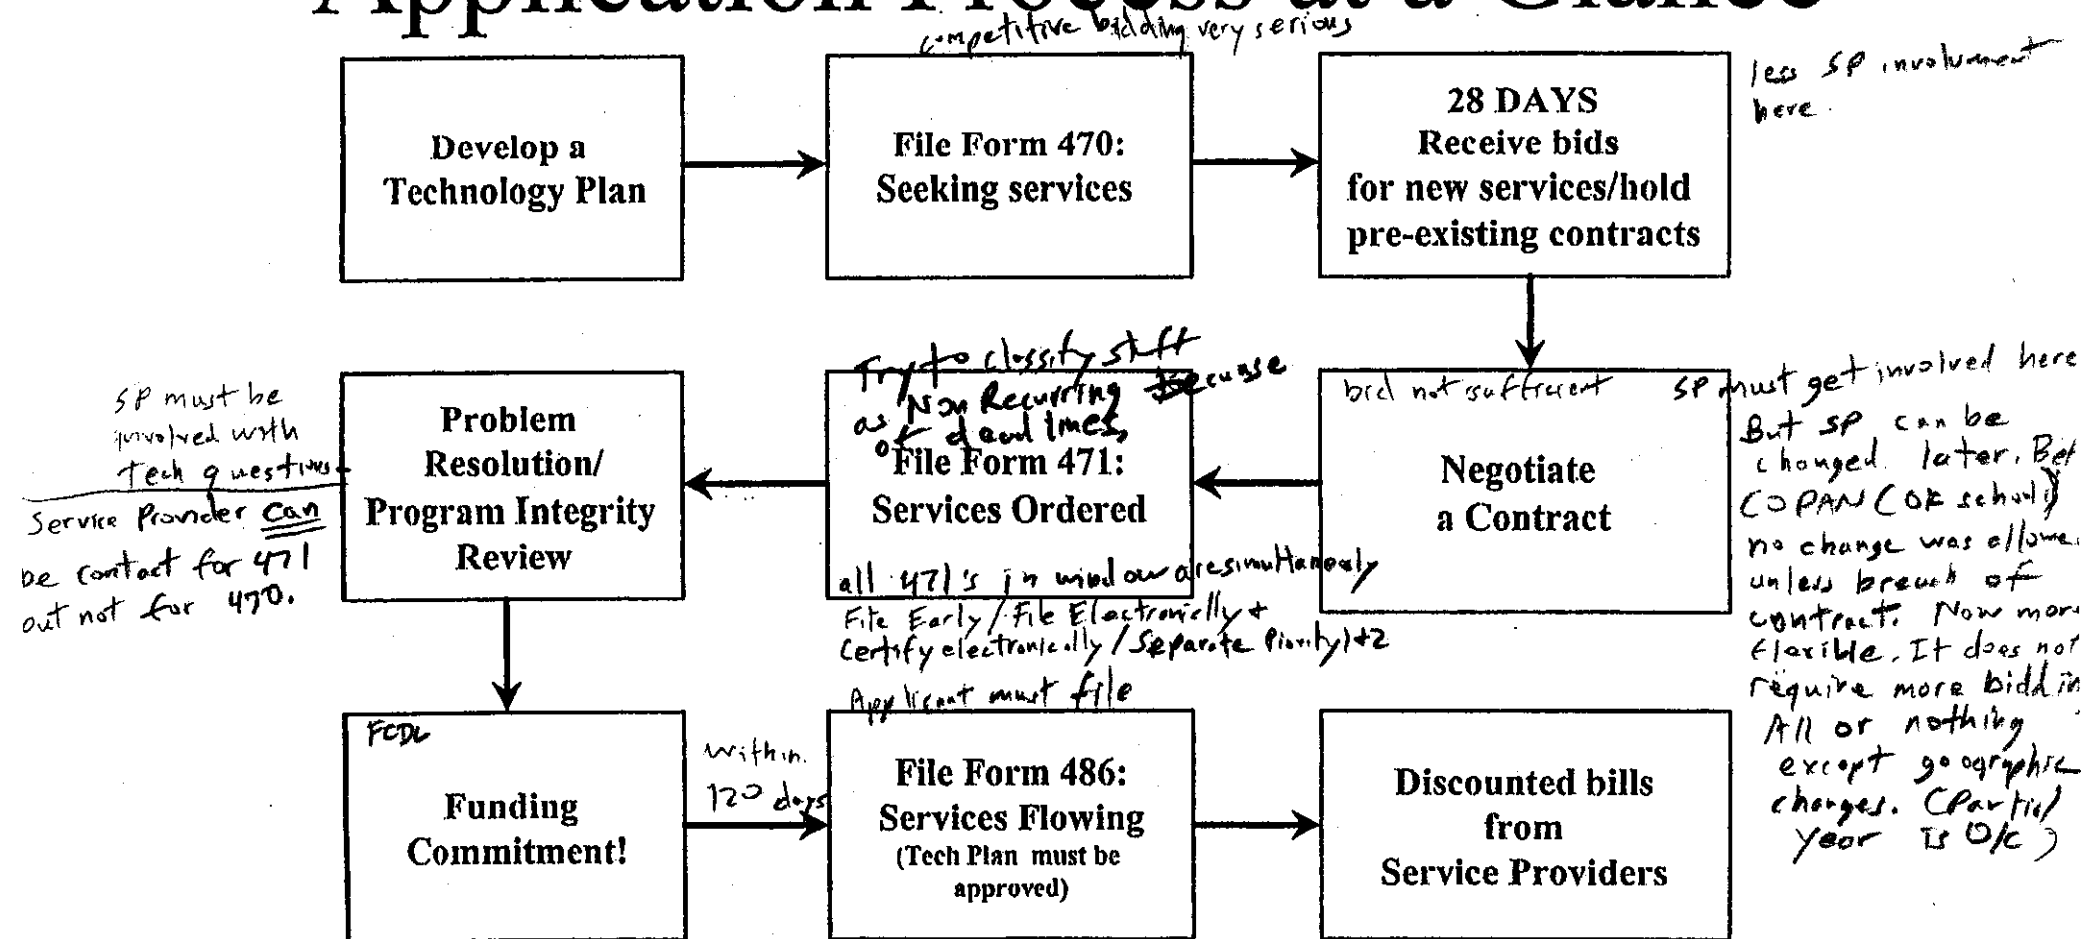 Application Process at a Glance
competitive bidding very serious
Develop a
Technology Plan
File Form 470:
Seeking services
28 DAYS
Receive bids
for new services/hold
pre-existing contracts
less SP involvement
here.
bid not sufficient
Negotiate
a Contract
SP must get involved here
But SP can be
changed later. Bef
COPAN (OK school)
no change was allowe
unless breach of
contract. Now more
flexible. It does not
require more biddin
All or nothing
except geographic
changes. (Partial
year is O/C)
Try to classify stuff
as Non Recurring because
of deadlines,
File Form 471:
Services Ordered
all 471's in window are simultaneously
File Early/File Electronically +
Certify electronically/Separate Piority 1+2
Problem
Resolution/
Program Integrity
Review
SP must be
involved with
Tech questions
Service Provider can
be contact for 471
out not for 470.
FCDL
Funding
Commitment!
within
120 days
Applicant must file
File Form 486:
Services Flowing
(Tech Plan must be
approved)
Discounted bills
from
Service Providers